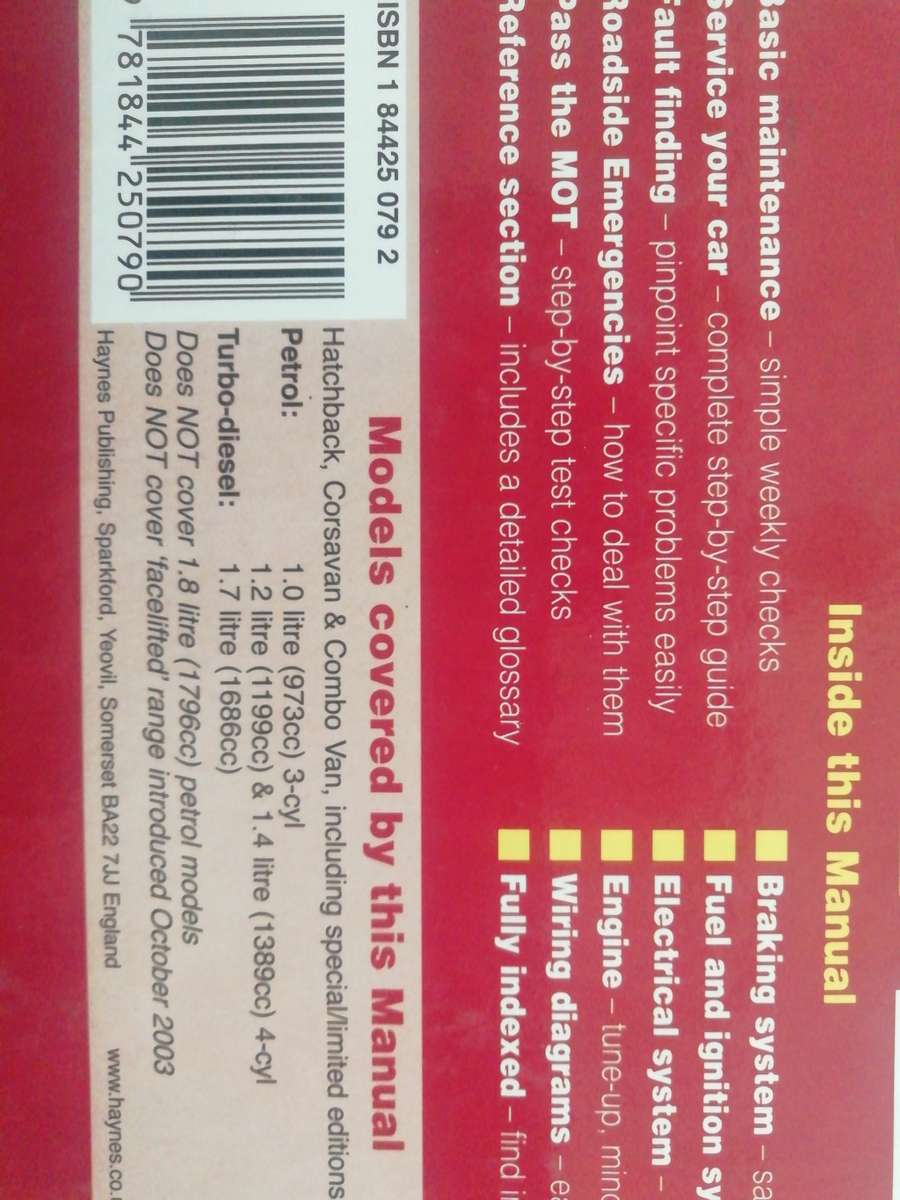 Inside this Manual
Basic maintenance – simple weekly checks
Service your car – complete step-by-step guide
Fault finding – pinpoint specific problems easily
Roadside Emergencies – how to deal with them
Pass the MOT – step-by-step test checks
Reference section – includes a detailed glossary
Braking system –
Fuel and ignition
Electrical system –
Engine – tune-up,
Wiring diagrams –
Fully indexed – find
ISBN 1 84425 079 2
9 781844 250790
Models covered by this Manual
Hatchback, Corsavan & Combo Van, including special/limited editions
Petrol: 1.0 litre (973cc) 3-cyl
1.2 litre (1199cc) & 1.4 litre (1389cc) 4-cyl
Turbo-diesel: 1.7 litre (1686cc)
Does NOT cover 1.8 litre (1796cc) petrol models
Does NOT cover 'facelifted' range introduced October 2003
Haynes Publishing, Sparkford, Yeovil, Somerset BA22 7JJ England
www.haynes.co.u